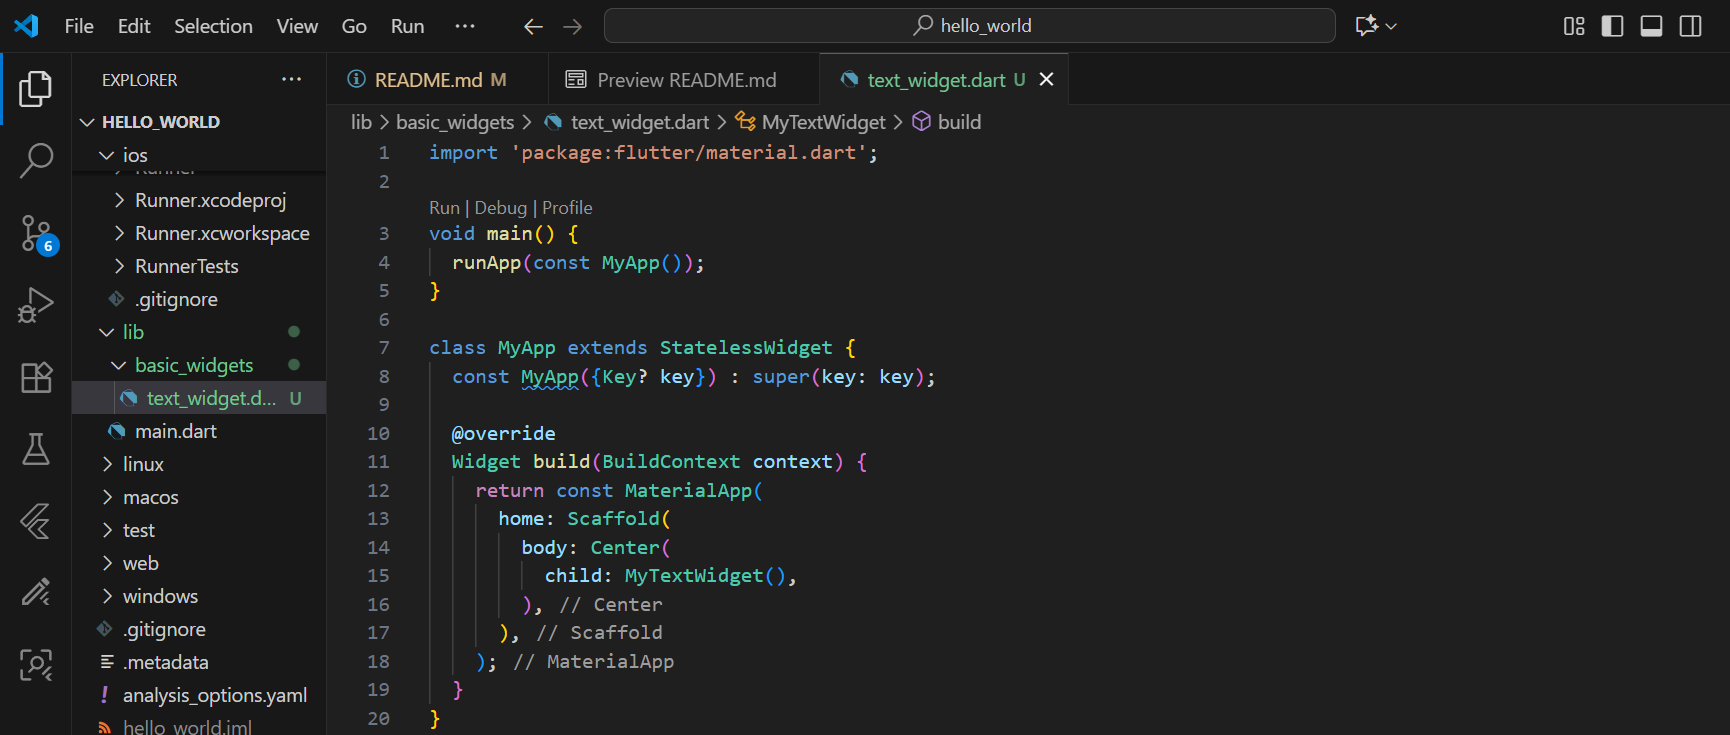 File Edit Selection View Go Run ···
hello_world
EXPLORER ···
HELLO_WORLD
ios
Runner
Runner.xcodeproj
Runner.xcworkspace
RunnerTests
.gitignore
lib
basic_widgets
text_widget.d... U
main.dart
linux
macos
test
web
windows
.gitignore
.metadata
! analysis_options.yaml
hello_world.iml
6
README.md M
Preview README.md
text_widget.dart U
lib > basic_widgets > text_widget.dart > MyTextWidget > build
1 import 'package:flutter/material.dart';
2
Run | Debug | Profile
3 void main() {
4 runApp(const MyApp());
5 }
6
7 class MyApp extends StatelessWidget {
8 const MyApp({Key? key}) : super(key: key);
9
10 @override
11 Widget build(BuildContext context) {
12 return const MaterialApp(
13 home: Scaffold(
14 body: Center(
15 child: MyTextWidget(),
16 ), // Center
17 ), // Scaffold
18 ); // MaterialApp
19 }
20 }